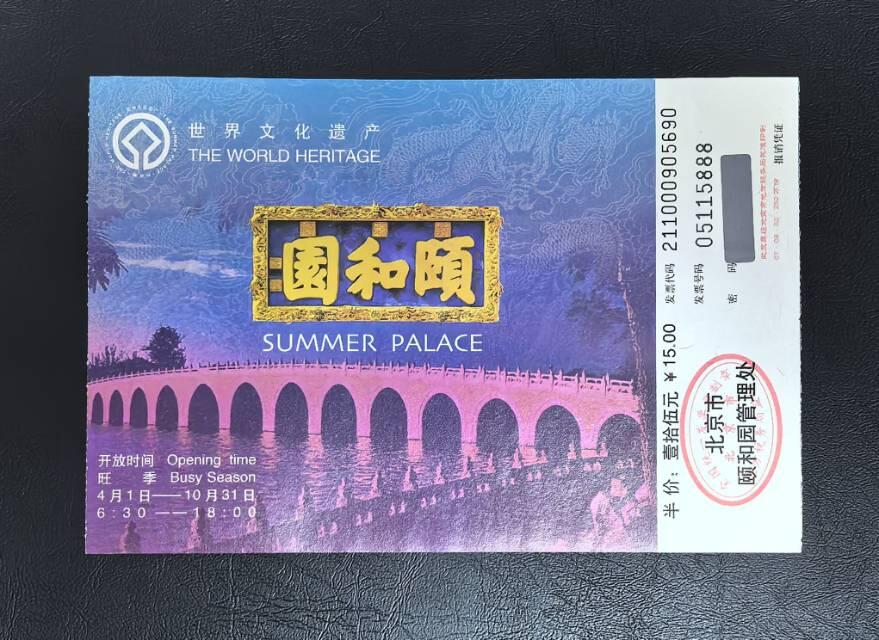 世界文化遗产
THE WORLD HERITAGE
園和頤
SUMMER PALACE
开放时间 Opening time
旺 季 Busy Season
4月1日——10月31日
6:30——18:00
半价：壹拾伍元 ￥15.00
发票代码 211000905690
发票号码 05115888
密 码
报销凭证
北京市
颐和园管理处